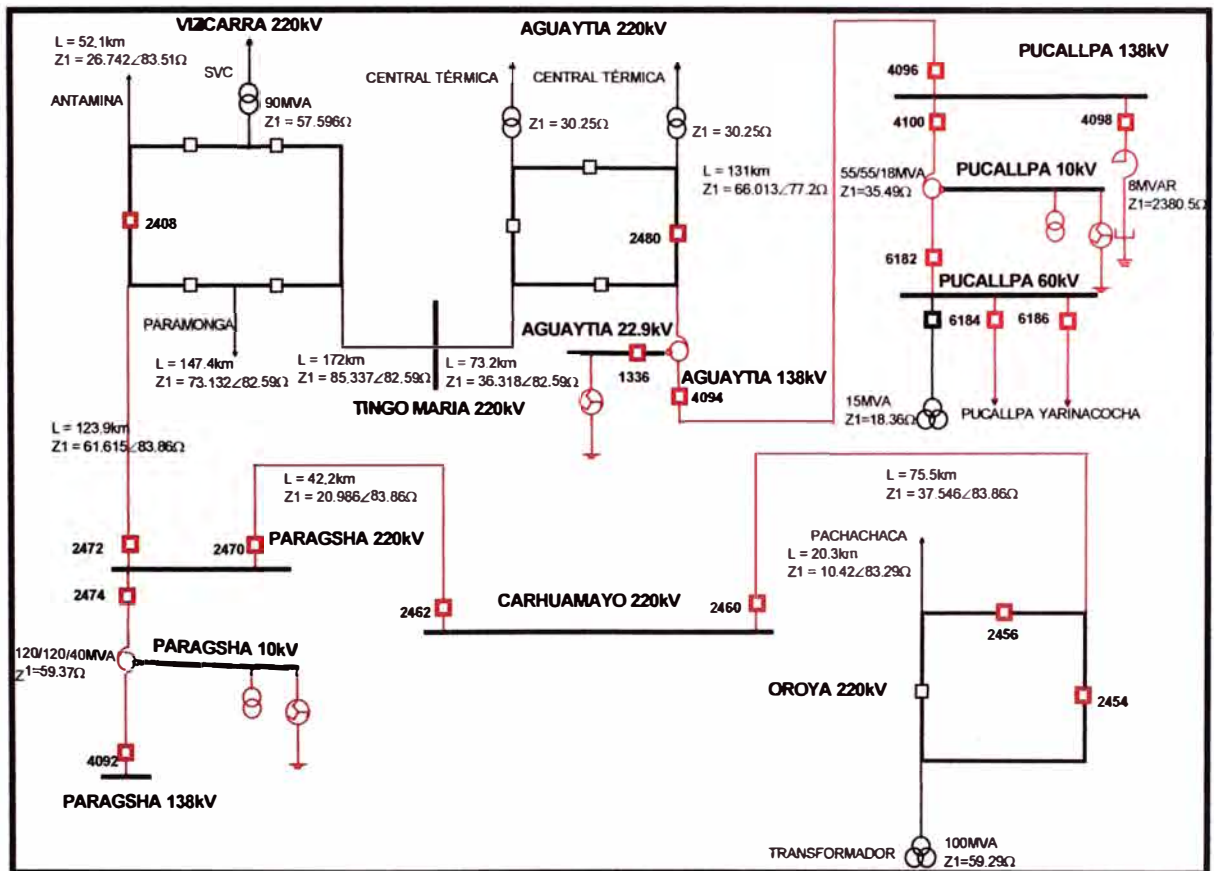 VIZCARRA 220kV
L = 52.1km
Z1 = 26.742∠83.51Ω
SVC
ANTAMINA
90MVA
Z1 = 57.596Ω
2408
PARAMONGA
L = 147.4km
Z1 = 73.132∠82.59Ω
L = 172km
Z1 = 85.337∠82.59Ω
AGUAYTIA 220kV
CENTRAL TÉRMICA
CENTRAL TÉRMICA
Z1 = 30.25Ω
Z1 = 30.25Ω
L = 131km
Z1 = 66.013∠77.2Ω
2480
L = 73.2km
Z1 = 36.318∠82.59Ω
TINGO MARIA 220kV
AGUAYTIA 22.9kV
1336
AGUAYTIA 138kV
4094
PUCALLPA 138kV
4096
4100
4098
55/55/18MVA
Z1=35.49Ω
PUCALLPA 10kV
8MVAR
Z1=2380.5Ω
6182
PUCALLPA 60kV
6184
6186
15MVA
Z1=18.36Ω
PUCALLPA YARINACOCHA
L = 123.9km
Z1 = 61.615∠83.86Ω
L = 42.2km
Z1 = 20.986∠83.86Ω
L = 75.5km
Z1 = 37.546∠83.86Ω
2472
2470
PARAGSHA 220kV
2474
2462
CARHUAMAYO 220kV
2460
PACHACHACA
L = 20.3km
Z1 = 10.42∠83.29Ω
2456
120/120/40MVA
Z1=59.37Ω
PARAGSHA 10kV
OROYA 220kV
2454
4092
PARAGSHA 138kV
TRANSFORMADOR
100MVA
Z1=59.29Ω